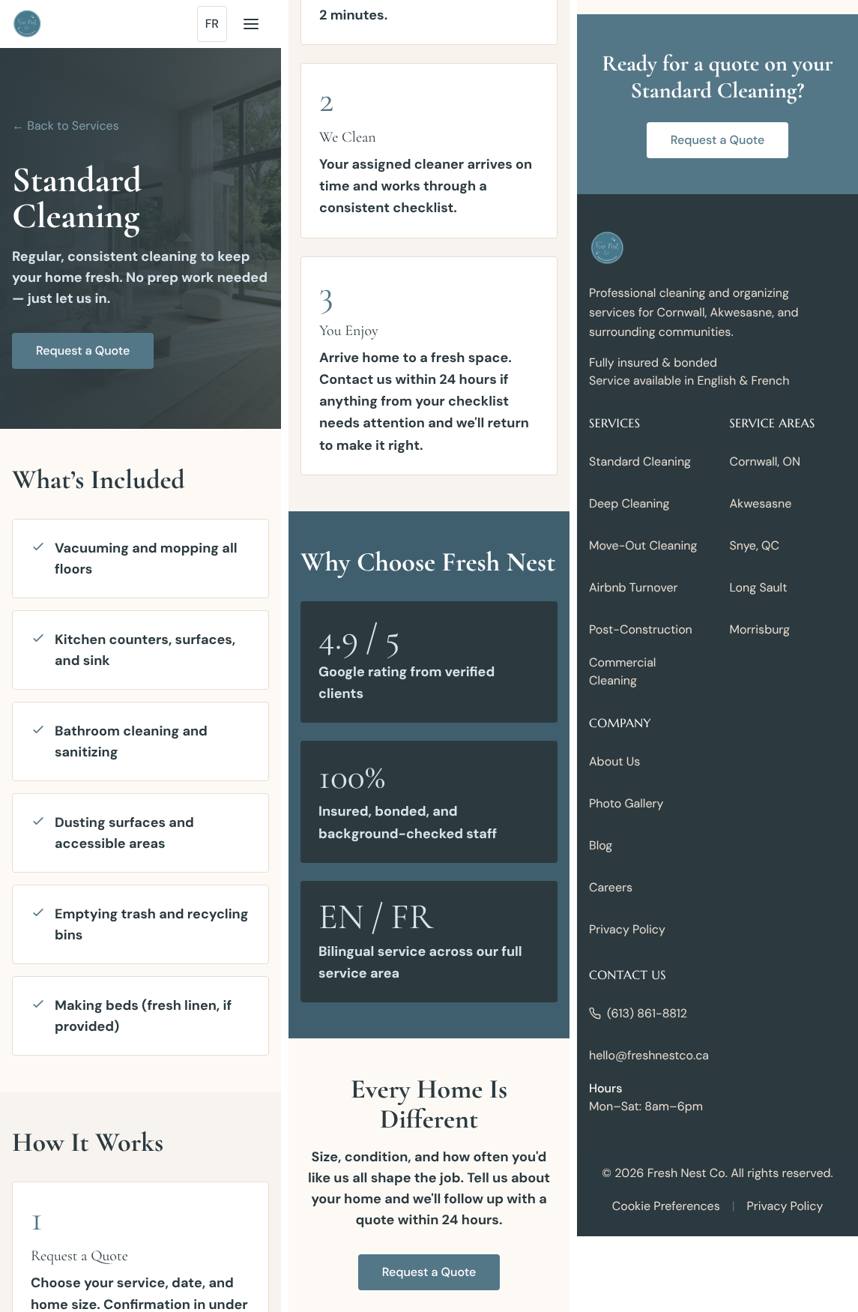 FR
← Back to Services
Standard
Cleaning
Regular, consistent cleaning to keep
your home fresh. No prep work needed
— just let us in.
Request a Quote
What's Included
Vacuuming and mopping all
floors
Kitchen counters, surfaces,
and sink
Bathroom cleaning and
sanitizing
Dusting surfaces and
accessible areas
Emptying trash and recycling
bins
Making beds (fresh linen, if
provided)
How It Works
1
Request a Quote
Choose your service, date, and
home size. Confirmation in under
2 minutes.
2
We Clean
Your assigned cleaner arrives on
time and works through a
consistent checklist.
3
You Enjoy
Arrive home to a fresh space.
Contact us within 24 hours if
anything from your checklist
needs attention and we'll return
to make it right.
Why Choose Fresh Nest
4.9 / 5
Google rating from verified
clients
100%
Insured, bonded, and
background-checked staff
EN / FR
Bilingual service across our full
service area
Every Home Is
Different
Size, condition, and how often you'd
like us all shape the job. Tell us about
your home and we'll follow up with a
quote within 24 hours.
Request a Quote
Ready for a quote on your
Standard Cleaning?
Request a Quote
Professional cleaning and organizing
services for Cornwall, Akwesasne, and
surrounding communities.
Fully insured & bonded
Service available in English & French
SERVICES
Standard Cleaning
Deep Cleaning
Move-Out Cleaning
Airbnb Turnover
Post-Construction
Commercial
Cleaning
SERVICE AREAS
Cornwall, ON
Akwesasne
Snye, QC
Long Sault
Morrisburg
COMPANY
About Us
Photo Gallery
Blog
Careers
Privacy Policy
CONTACT US
(613) 861-8812
hello@freshnestco.ca
Hours
Mon–Sat: 8am–6pm
© 2026 Fresh Nest Co. All rights reserved.
Cookie Preferences | Privacy Policy